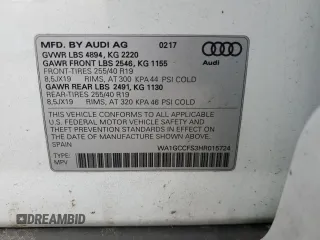 MFD. BY AUDI AG 02/17
GVWR LBS 4894, KG 2220
GAWR FRONT LBS 2546, KG 1155
FRONT-TIRES 255/40 R19
8,5JX19 RIMS, AT 300 KPA 44 PSI COLD
GAWR REAR LBS 2491, KG 1130
REAR-TIRES 255/40 R19
8,5JX19 RIMS, AT 320 KPA 46 PSI COLD
Audi
THIS VEHICLE CONFORMS TO ALL APPLICABLE
U.S. FEDERAL MOTOR VEHICLE SAFETY AND
THEFT PREVENTION STANDARDS IN EFFECT ON THE
DATE OF MANUFACTURE SHOWN ABOVE.
SPAIN WA1GCCFS3HR015724
TYPE: